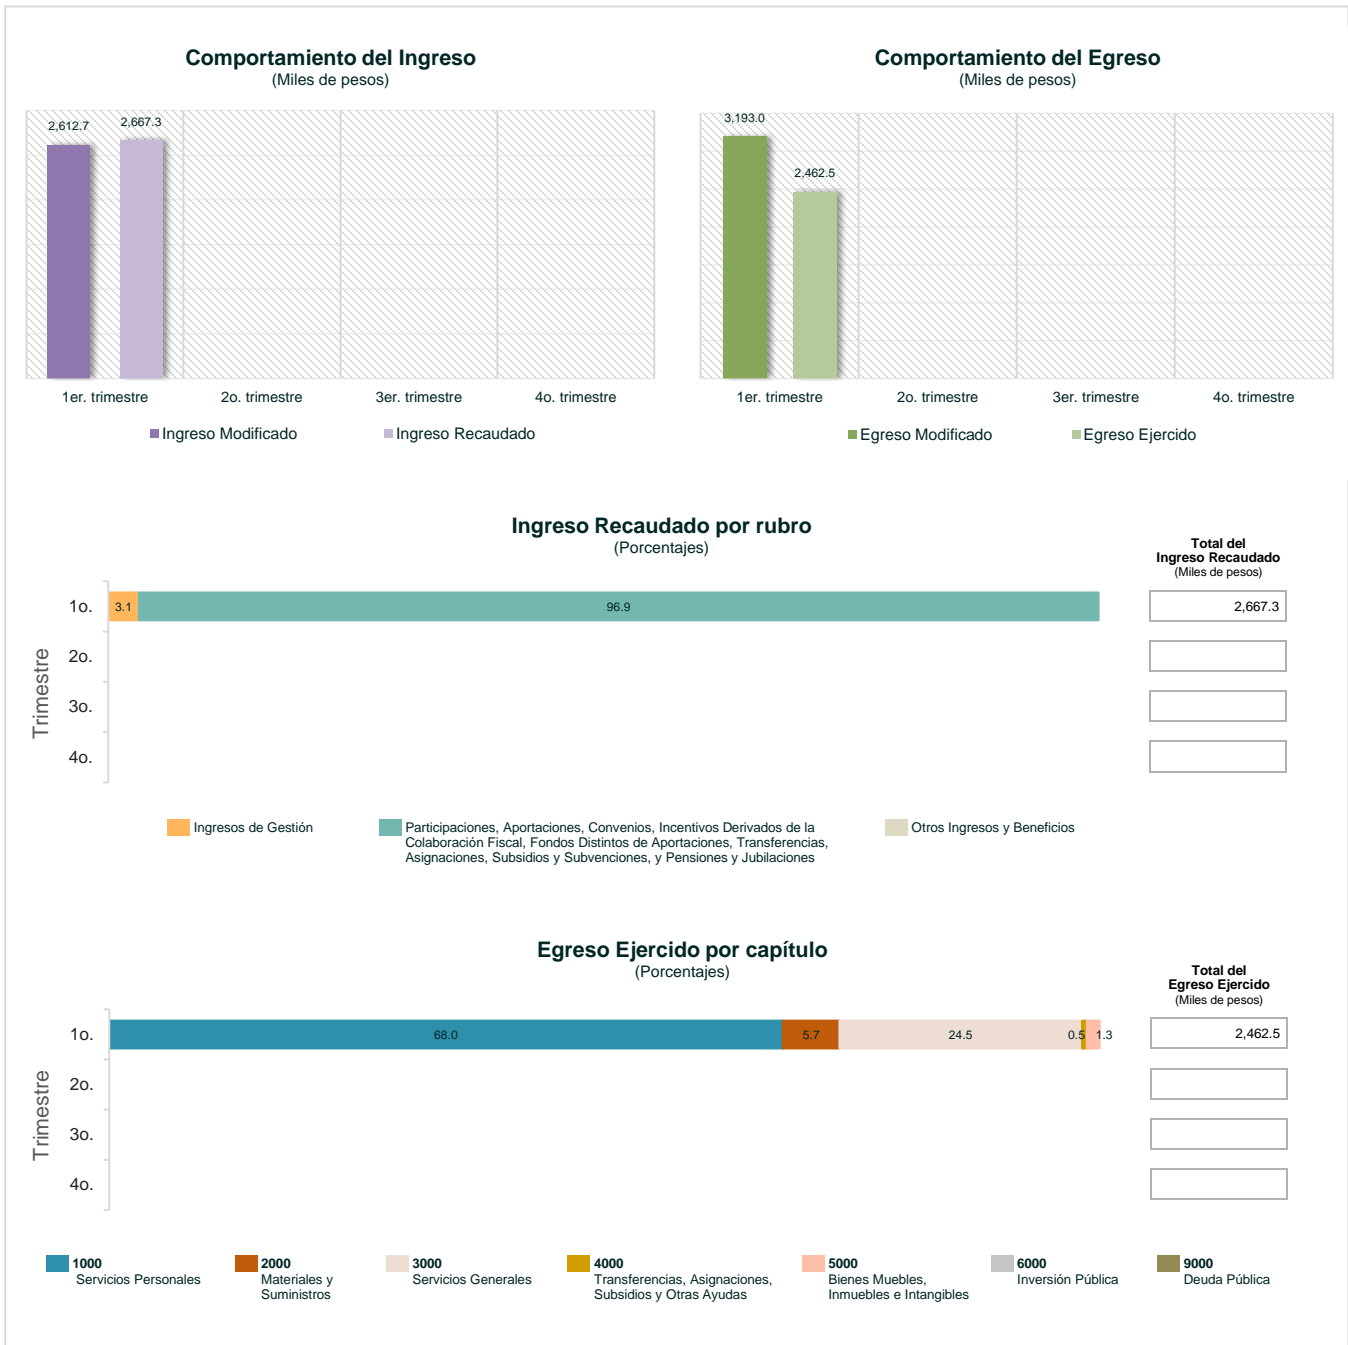 Comportamiento del Ingreso
(Miles de pesos)
2,612.7
2,667.3
1er. trimestre
2o. trimestre
3er. trimestre
4o. trimestre
Ingreso Modificado
Ingreso Recaudado
Comportamiento del Egreso
(Miles de pesos)
3,193.0
2,462.5
1er. trimestre
2o. trimestre
3er. trimestre
4o. trimestre
Egreso Modificado
Egreso Ejercido
Ingreso Recaudado por rubro
(Porcentajes)
Total del
Ingreso Recaudado
(Miles de pesos)
Trimestre
1o.
3.1
96.9
2,667.3
2o.
3o.
4o.
Ingresos de Gestión
Participaciones, Aportaciones, Convenios, Incentivos Derivados de la
Colaboración Fiscal, Fondos Distintos de Aportaciones, Transferencias,
Asignaciones, Subsidios y Subvenciones, y Pensiones y Jubilaciones
Otros Ingresos y Beneficios
Egreso Ejercido por capítulo
(Porcentajes)
Total del
Egreso Ejercido
(Miles de pesos)
Trimestre
1o.
68.0
5.7
24.5
0.5
1.3
2,462.5
2o.
3o.
4o.
1000
Servicios Personales
2000
Materiales y
Suministros
3000
Servicios Generales
4000
Transferencias, Asignaciones,
Subsidios y Otras Ayudas
5000
Bienes Muebles,
Inmuebles e Intangibles
6000
Inversión Pública
9000
Deuda Pública